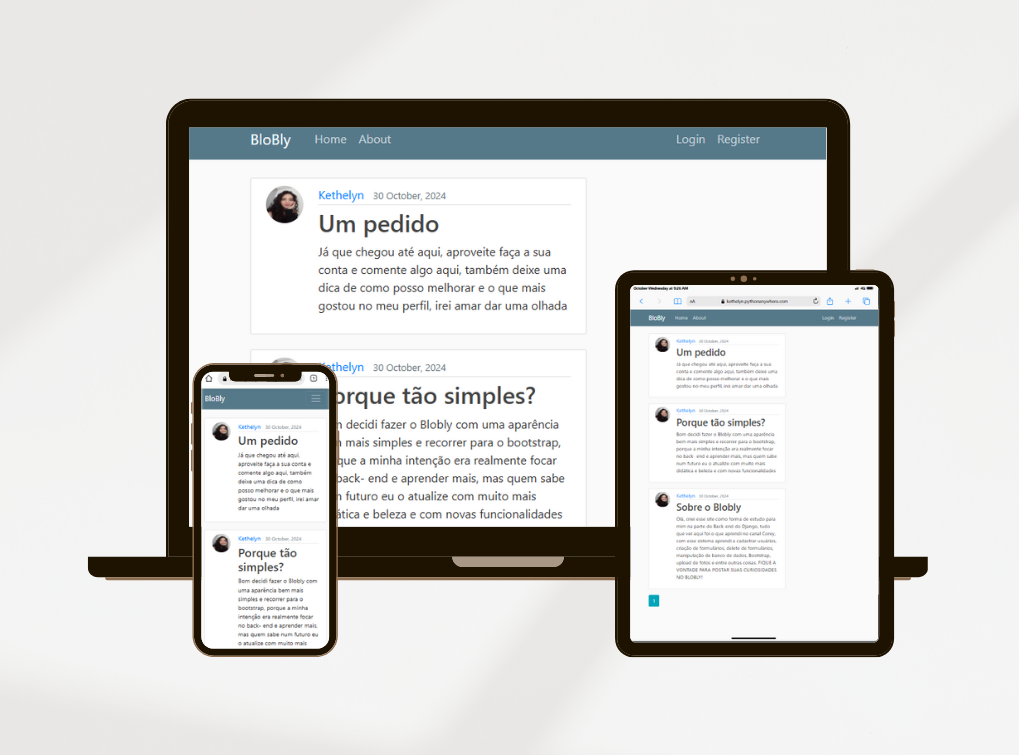 BloBly Home About Login Register
Kethelyn 30 October, 2024
Um pedido
Já que chegou até aqui, aproveite faça a sua
conta e comente algo aqui, também deixe uma
dica de como posso melhorar e o que mais
gostou no meu perfil, irei amar dar uma olhada
Kethelyn 30 October, 2024
Porque tão simples?
decidi fazer o Blobly com uma aparência
mais simples e recorrer para o bootstrap,
que a minha intenção era realmente focar
back- end e aprender mais, mas quem sabe
futuro eu o atualize com muito mais
ática e beleza e com novas funcionalidades
BloBly
Kethelyn 30 October, 2024
Um pedido
Já que chegou até aqui,
aproveite faça a sua conta e
comente algo aqui, também
deixe uma dica de como
posso melhorar e o que mais
gostou no meu perfil, irei amar
dar uma olhada
Kethelyn 30 October, 2024
Porque tão
simples?
Bom decidi fazer o Blobly com
uma aparência bem mais
simples e recorrer para o
bootstrap, porque a minha
intenção era realmente focar
no back- end e aprender mais,
mas quem sabe num futuro eu
o atualize com muito mais
October Wednesday at 9:26 AM 4G
AA kethelyn.pythonanywhere.com
BloBly Home About Login Register
Kethelyn 30 October, 2024
Um pedido
Já que chegou até aqui, aproveite faça a sua
conta e comente algo aqui, também deixe uma
dica de como posso melhorar e o que mais
gostou no meu perfil, irei amar dar uma olhada
Kethelyn 30 October, 2024
Porque tão simples?
Bom decidi fazer o Blobly com uma aparência
bem mais simples e recorrer para o bootstrap,
porque a minha intenção era realmente focar
no back- end e aprender mais, mas quem sabe
num futuro eu o atualize com muito mais
didática e beleza e com novas funcionalidades
Kethelyn 30 October, 2024
Sobre o Blobly
Olá, criei esse site como forma de estudo para
mim na parte do Back end do Django, tudo
que ver aqui foi o que aprendi no canal Corey,
com esse sistema aprendi a cadastrar usuários,
criação de formulários, delete de formulários,
manipulação de banco de dados, Bootstrap,
upload de fotos e entre outras coisas. FIQUE A
VONTADE PARA POSTAR SUAS CURIOSIDADES
NO BLOBLY!
1